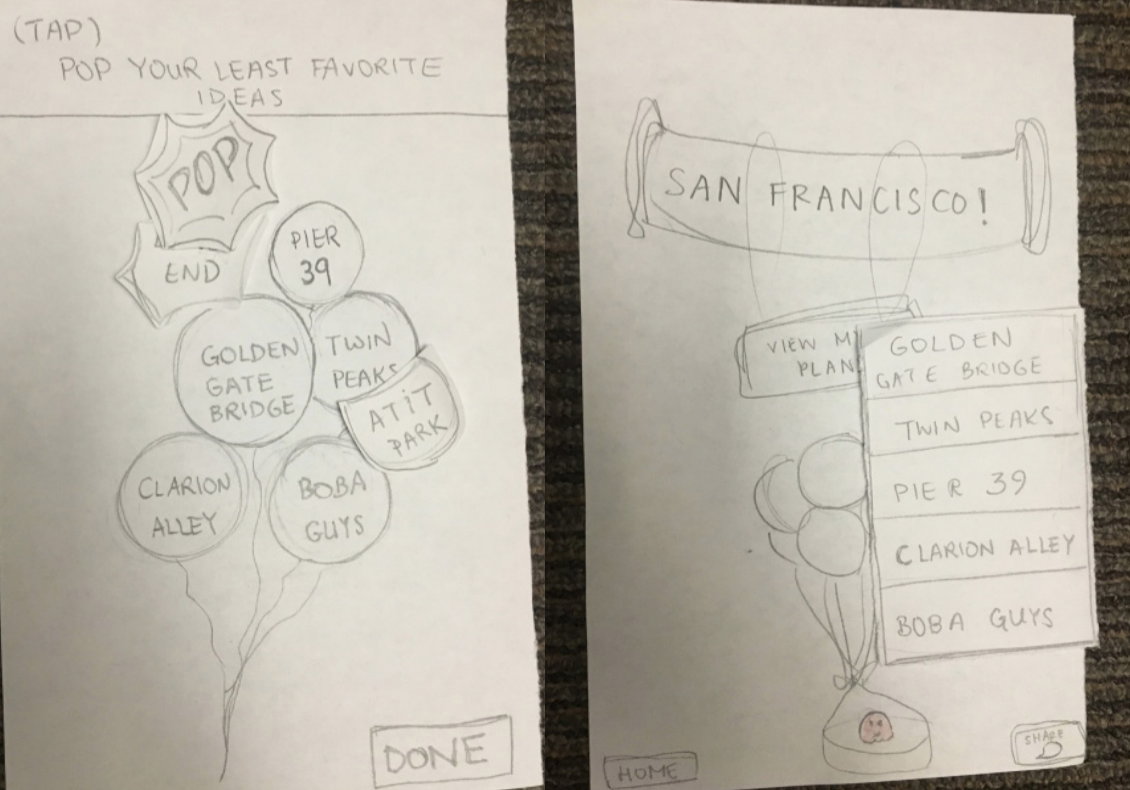 (TAP)
POP YOUR LEAST FAVORITE
IDEAS
POP
END
PIER
39
GOLDEN
GATE
BRIDGE
TWIN
PEAKS
ATIT
PARK
CLARION
ALLEY
BOBA
GUYS
DONE
SAN FRANCISCO!
VIEW M
PLAN
GOLDEN
GATE BRIDGE
TWIN PEAKS
PIER 39
CLARION ALLEY
BOBA GUYS
HOME
SHARE